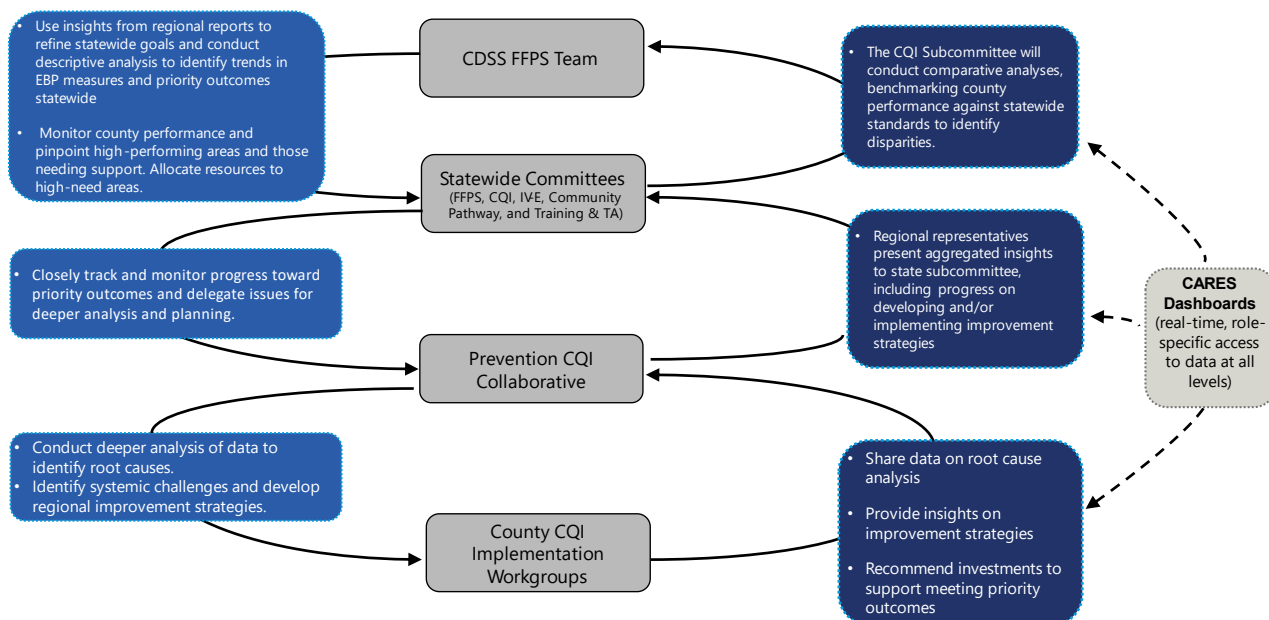 • Use insights from regional reports to
refine statewide goals and conduct
descriptive analysis to identify trends in
EBP measures and priority outcomes
statewide
• Monitor county performance and
pinpoint high-performing areas and those
needing support. Allocate resources to
high-need areas.
CDSS FFPS Team
• The CQI Subcommittee will
conduct comparative analyses,
benchmarking county
performance against statewide
standards to identify
disparities.
Statewide Committees
(FFPS, CQI, IV-E, Community
Pathway, and Training & TA)
• Closely track and monitor progress toward
priority outcomes and delegate issues for
deeper analysis and planning.
• Regional representatives
present aggregated insights
to state subcommittee,
including progress on
developing and/or
implementing improvement
strategies
CARES
Dashboards
(real-time, role-
specific access
to data at all
levels)
Prevention CQI
Collaborative
• Conduct deeper analysis of data to
identify root causes.
• Identify systemic challenges and develop
regional improvement strategies.
• Share data on root cause
analysis
• Provide insights on
improvement strategies
• Recommend investments to
support meeting priority
outcomes
County CQI
Implementation
Workgroups